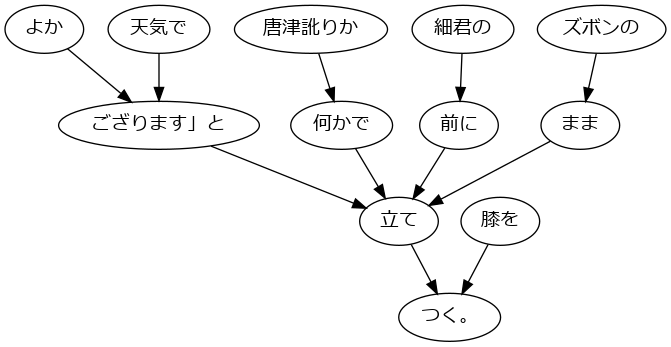 よか
天気で
唐津訛りか
細君の
ズボンの
ござります」と
何かで
前に
まま
立て
膝を
つく。